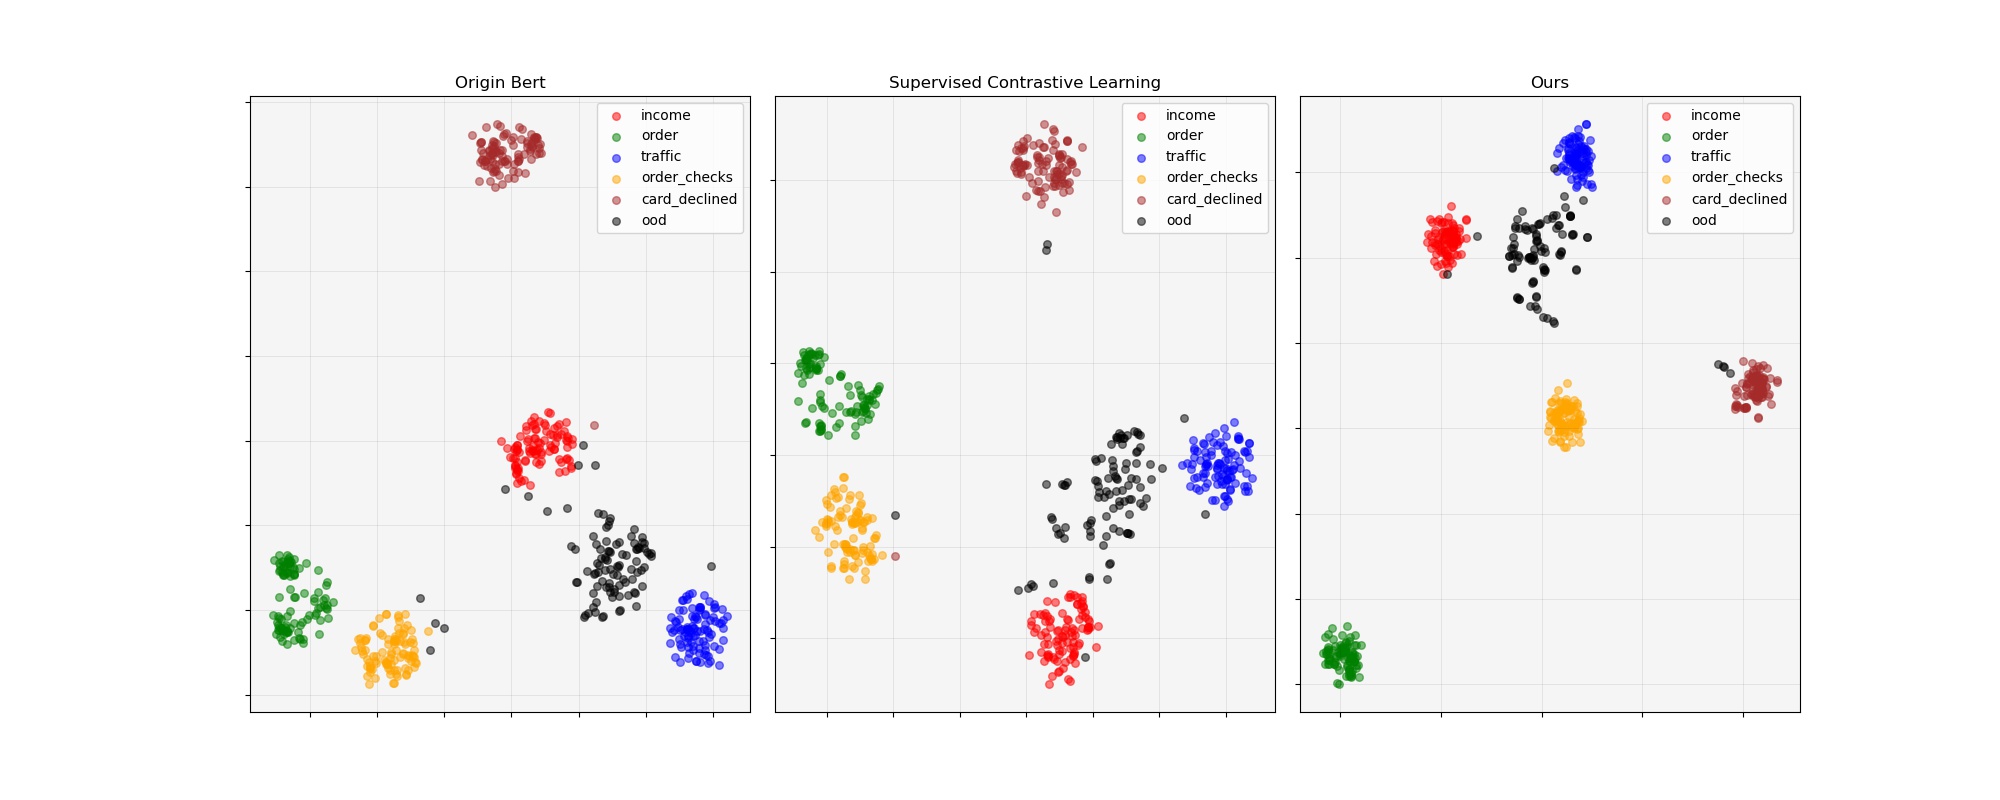 Origin Bert
income
order
traffic
order_checks
card_declined
ood
Supervised Contrastive Learning
income
order
traffic
order_checks
card_declined
ood
Ours
income
order
traffic
order_checks
card_declined
ood